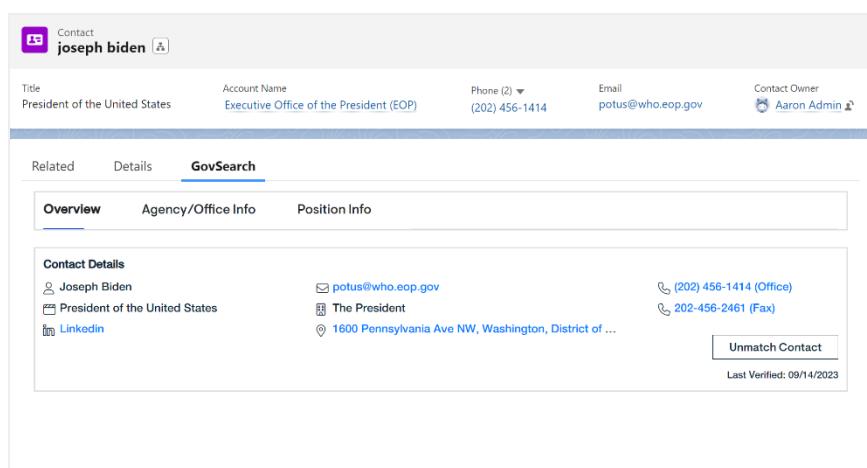 Contact
joseph biden
Title
President of the United States
Account Name
Executive Office of the President (EOP)
Phone (2)
(202) 456-1414
Email
potus@who.eop.gov
Contact Owner
Aaron Admin
Related Details GovSearch
Overview Agency/Office Info Position Info
Contact Details
Joseph Biden
President of the United States
Linkedin
potus@who.eop.gov
The President
1600 Pennsylvania Ave NW, Washington, District of ...
(202) 456-1414 (Office)
202-456-2461 (Fax)
Unmatch Contact
Last Verified: 09/14/2023